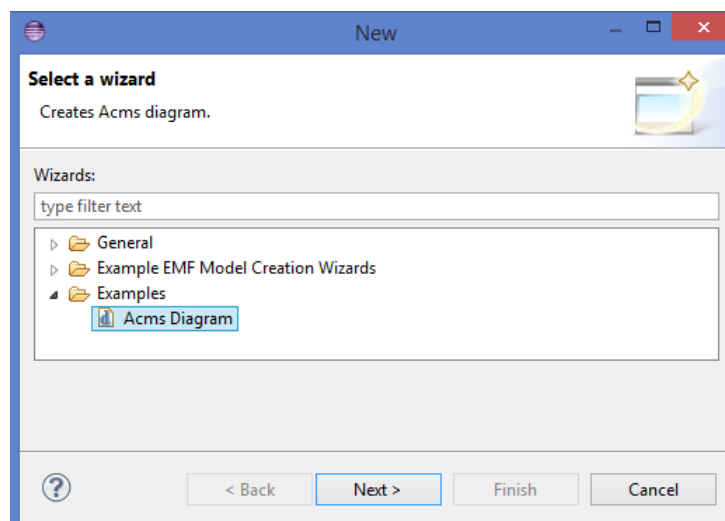 New
Select a wizard
Creates Acms diagram.
Wizards:
type filter text
General
Example EMF Model Creation Wizards
Examples
Acms Diagram
? < Back Next > Finish Cancel